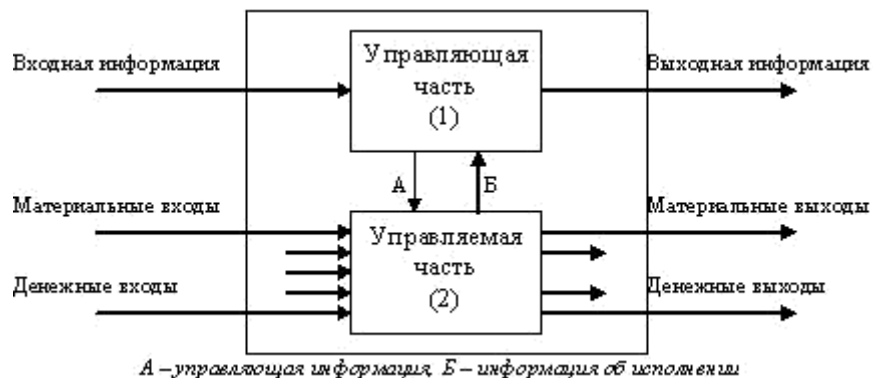 Входная информация
Управляющая
часть
(1)
Выходная информация
А
Б
Материальные входы
Управляемая
часть
(2)
Материальные выходы
Денежные входы
Денежные выходы
А – управляющая информация, Б – информация об исполнении